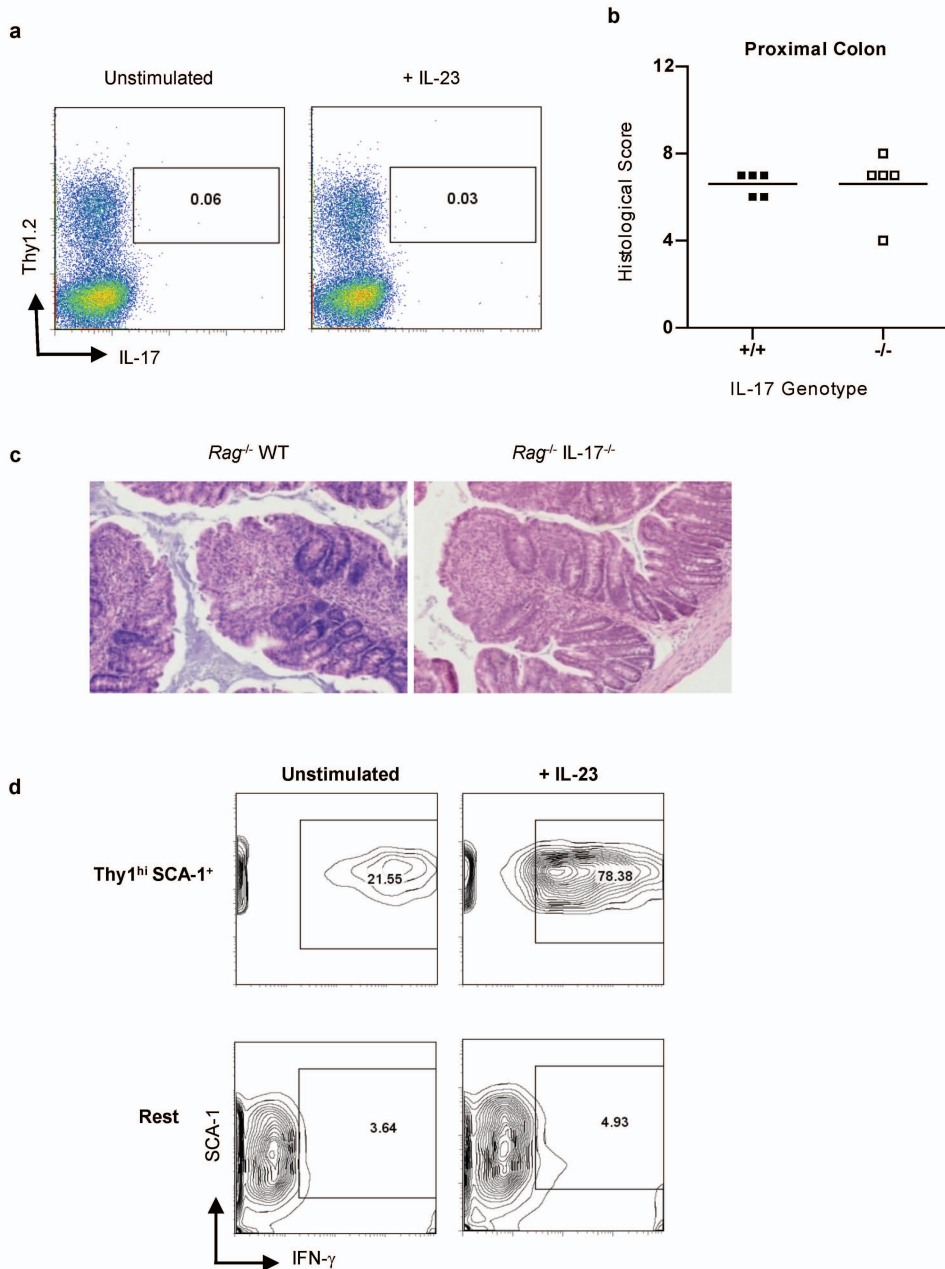 a
Unstimulated
+ IL-23
0.06
0.03
Thy1.2
IL-17
b
Proximal Colon
12
8
4
0
Histological Score
+/+
-/-
IL-17 Genotype
c
Rag-/- WT
Rag-/- IL-17-/-
d
Unstimulated
+ IL-23
Thy1hi SCA-1+
21.55
78.38
Rest
3.64
4.93
SCA-1
IFN-γ